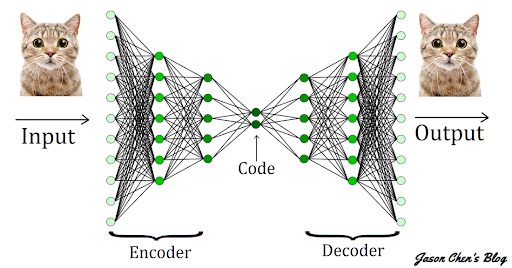 Input
Output
Code
Encoder
Decoder
Jason Chen's Blog